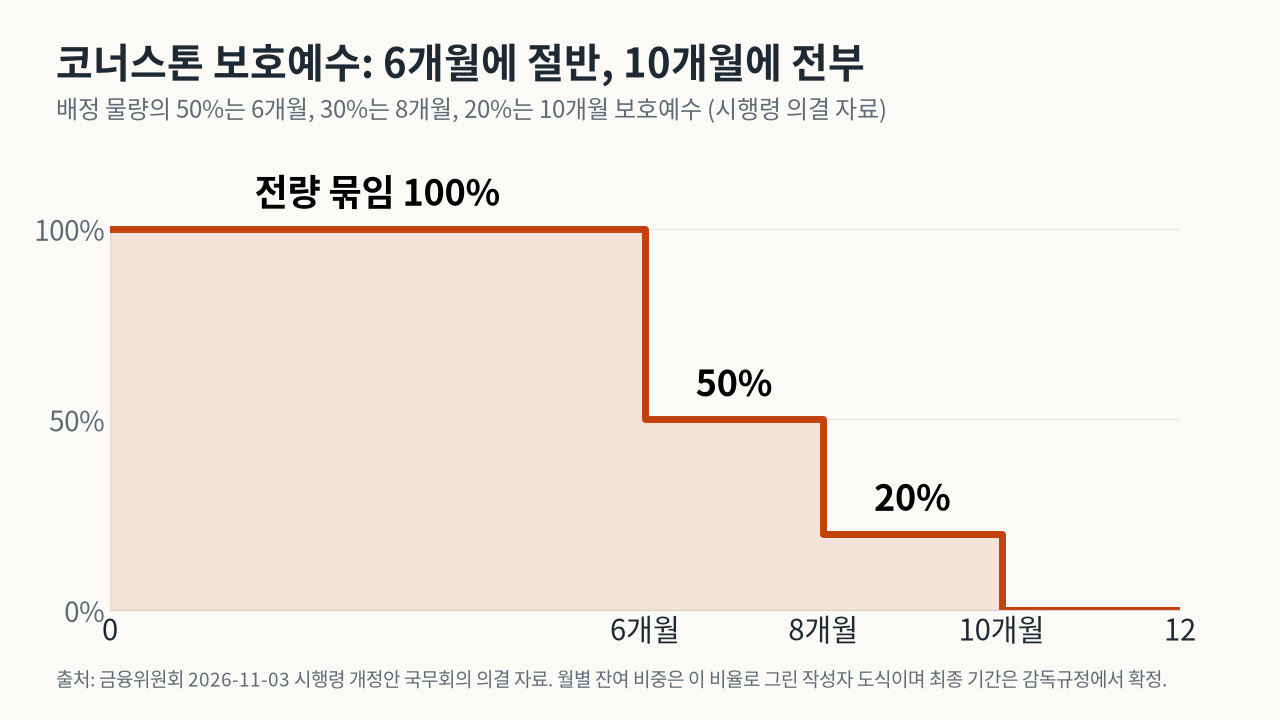 코너스톤 보호예수: 6개월에 절반, 10개월에 전부
배정 물량의 50%는 6개월, 30%는 8개월, 20%는 10개월 보호예수 (시행령 의결 자료)
전량 묶임 100%
100%
50%
50%
20%
0%
0 6개월 8개월 10개월 12
출처: 금융위원회 2026-11-03 시행령 개정안 국무회의 의결 자료. 월별 잔여 비중은 이 비율로 그린 작성자 도식이며 최종 기간은 감독규정에서 확정.